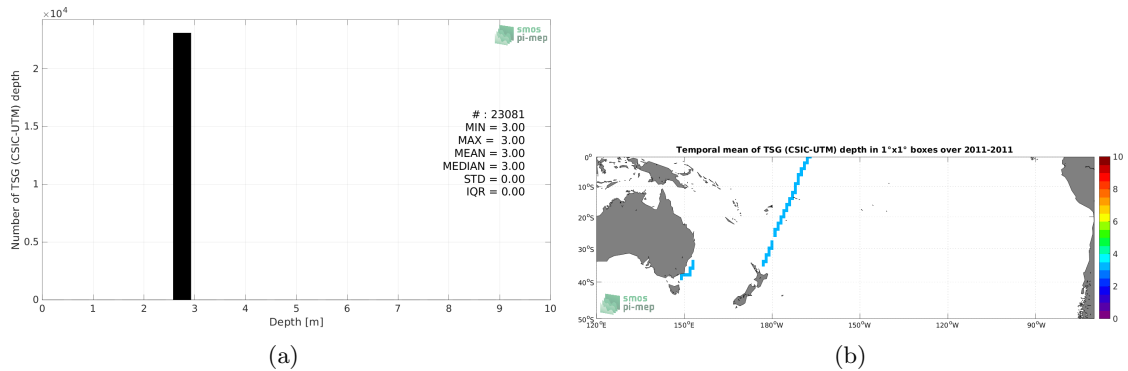 ×10⁴
smos
pi-mep
Number of TSG (CSIC-UTM) depth
2
1.5
1
0.5
0
# : 23081
MIN = 3.00
MAX = 3.00
MEAN = 3.00
MEDIAN = 3.00
STD = 0.00
IQR = 0.00
0 1 2 3 4 5 6 7 8 9 10
Depth [m]
(a)
Temporal mean of TSG (CSIC-UTM) depth in 1°x1° boxes over 2011-2011
0°
10°S
20°S
30°S
40°S
50°S
smos
pi-mep
120°E 150°E 180°W 150°W 120°W 90°W
10
8
6
4
2
0
(b)